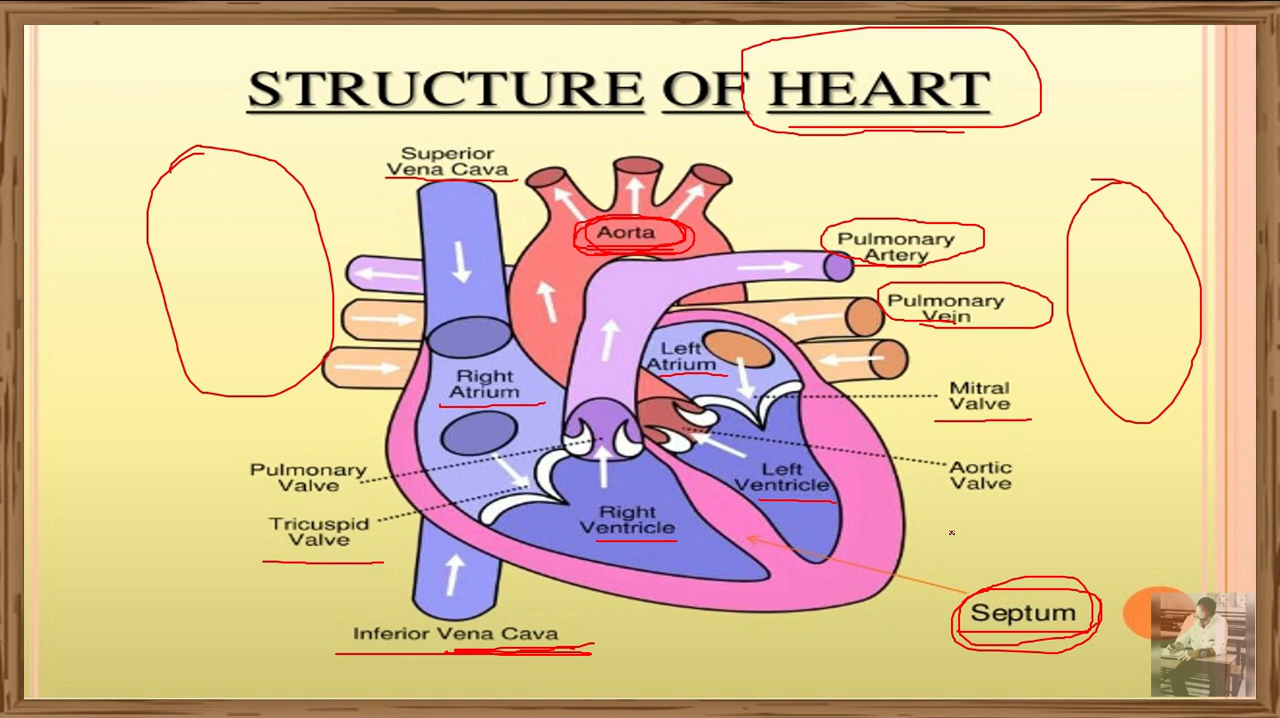 STRUCTURE OF HEART
Superior
Vena Cava
Aorta
Pulmonary
Artery
Pulmonary
Vein
Left
Atrium
Right
Atrium
Mitral
Valve
Pulmonary
Valve
Left
Ventricle
Aortic
Valve
Tricuspid
Valve
Right
Ventricle
Septum
Inferior Vena Cava